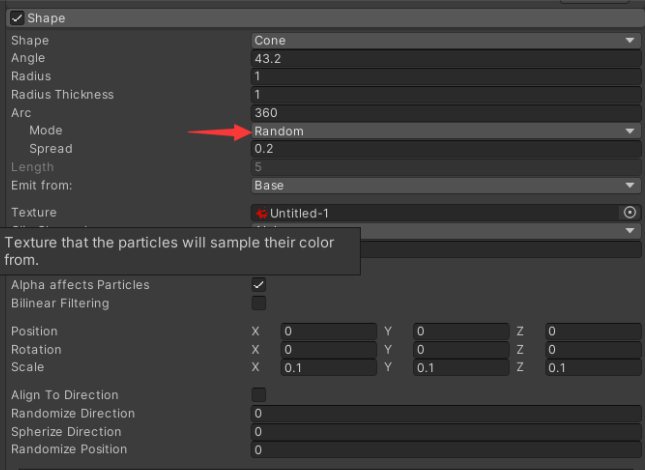 Shape
Shape Cone
Angle 43.2
Radius 1
Radius Thickness 1
Arc 360
Mode Random
Spread 0.2
Length 5
Emit from: Base
Texture Untitled-1
Texture that the particles will sample their color
from.
Alpha affects Particles
Bilinear Filtering
Position X 0 Y 0 Z 0
Rotation X 0 Y 0 Z 0
Scale X 0.1 Y 0.1 Z 0.1
Align To Direction
Randomize Direction 0
Spherize Direction 0
Randomize Position 0